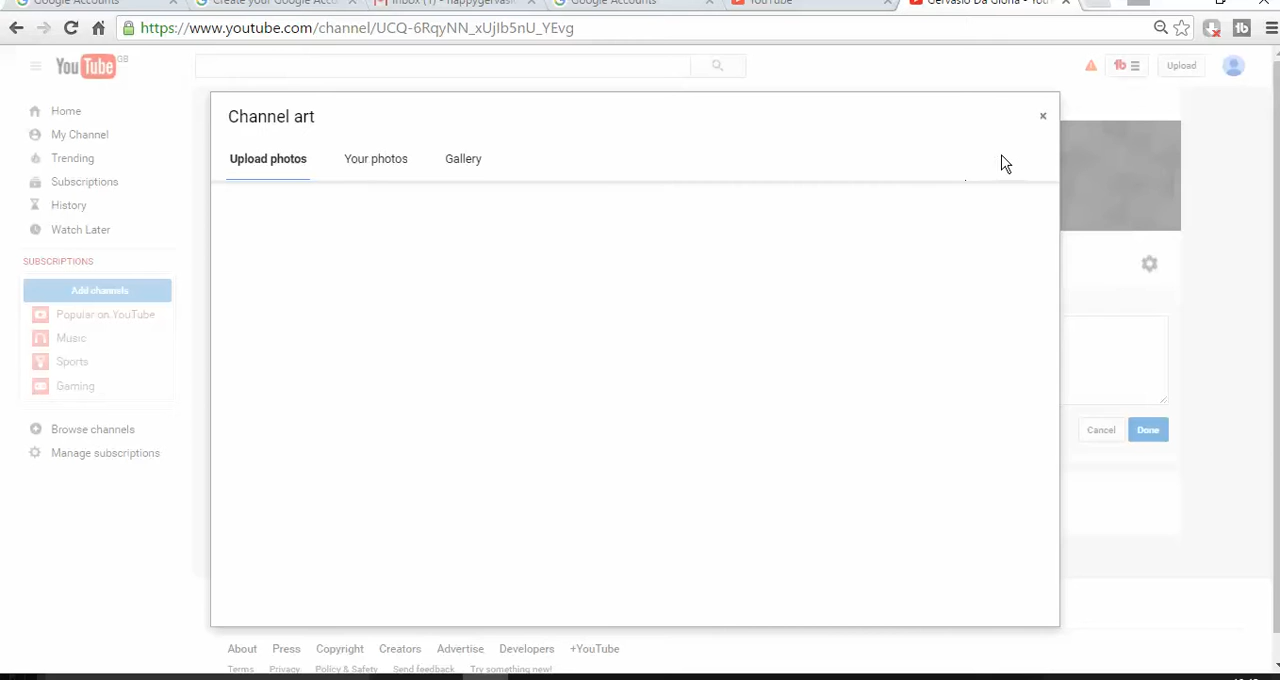 Google Accounts
Create your Google Acc
Inbox (1) - happygervasi
Google Accounts
YouTube
Gervasio Da Gloria - YouT
https://www.youtube.com/channel/UCQ-6RqyNN_xUjIb5nU_YEvg
YouTube GB
Upload
Home
My Channel
Trending
Subscriptions
History
Watch Later
SUBSCRIPTIONS
Add channels
Popular on YouTube
Music
Sports
Gaming
Browse channels
Manage subscriptions
Channel art
×
Upload photos
Your photos
Gallery
Cancel
Done
About Press Copyright Creators Advertise Developers +YouTube
Terms Privacy Policy & Safety Send feedback Try something new!